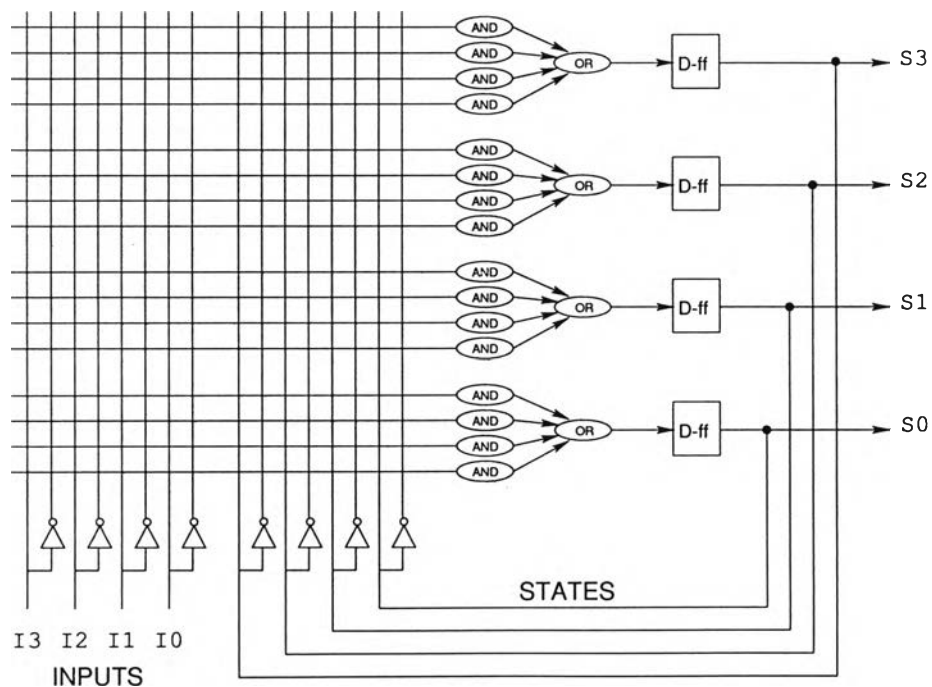 AND
AND
OR
D-ff
S3
AND
AND
AND
AND
OR
D-ff
S2
AND
AND
AND
AND
OR
D-ff
S1
AND
AND
AND
AND
OR
D-ff
S0
AND
AND
STATES
I3 I2 I1 I0
INPUTS